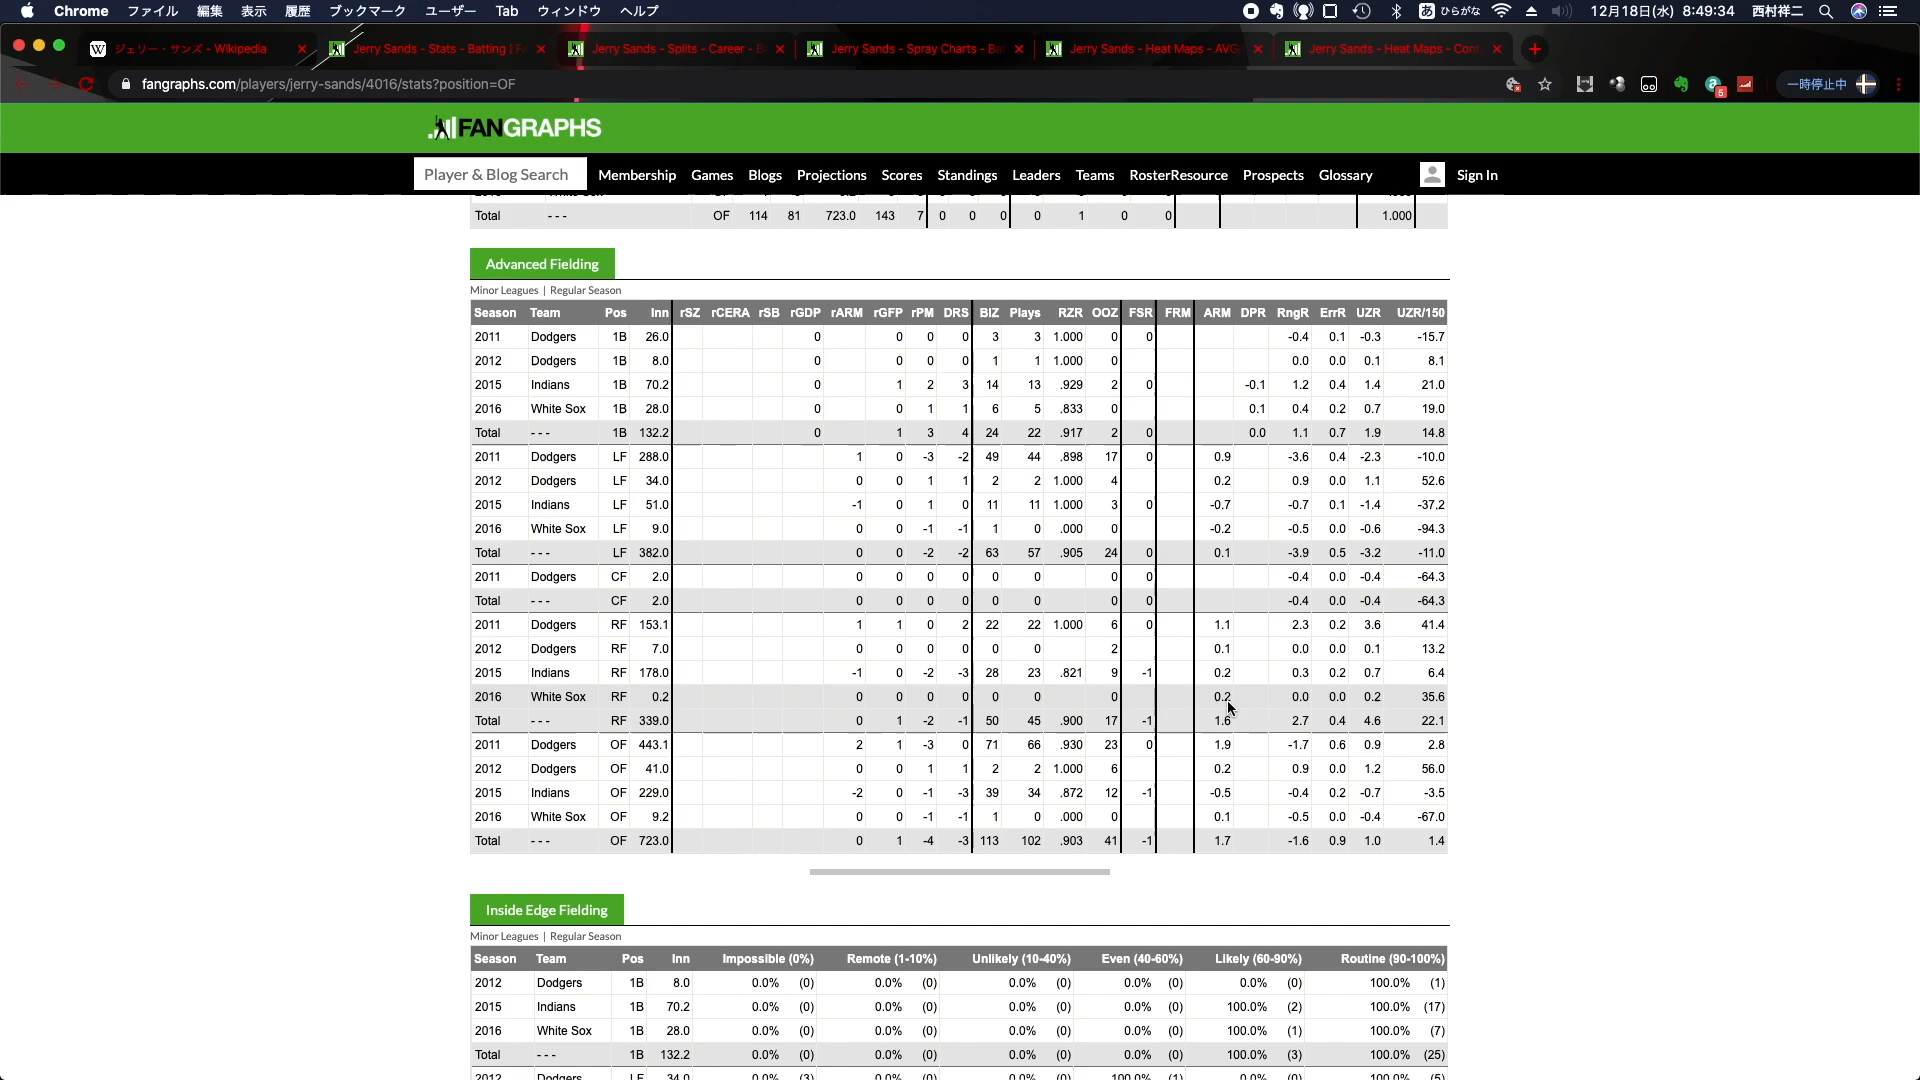 Chrome ファイル 編集 表示 履歴 ブックマーク ユーザー Tab ウィンドウ ヘルプ あ ひらがな 12月18日(水) 8:49:34 西村祥二
ジェリー・サンズ - Wikipedia Jerry Sands - Stats - Batting | F Jerry Sands - Splits - Career - B Jerry Sands - Spray Charts - Ba Jerry Sands - Heat Maps - AVG Jerry Sands - Heat Maps - Con
fangraphs.com/players/jerry-sands/4016/stats?position=OF 5 一時停止中
FANGRAPHS
Player & Blog Search Membership Games Blogs Projections Scores Standings Leaders Teams RosterResource Prospects Glossary Sign In
Total --- OF 114 81 723.0 143 7 0 0 0 0 1 0 0 1.000
Advanced Fielding
Minor Leagues | Regular Season
Season Team Pos Inn rSZ rCERA rSB rGDP rARM rGFP rPM DRS BIZ Plays RZR OOZ FSR FRM ARM DPR RngR ErrR UZR UZR/150
2011 Dodgers 1B 26.0 0 0 0 0 3 3 1.000 0 0 -0.4 0.1 -0.3 -15.7
2012 Dodgers 1B 8.0 0 0 0 0 1 1 1.000 0 0.0 0.0 0.1 8.1
2015 Indians 1B 70.2 0 1 2 3 14 13 .929 2 0 -0.1 1.2 0.4 1.4 21.0
2016 White Sox 1B 28.0 0 0 1 1 6 5 .833 0 0.1 0.4 0.2 0.7 19.0
Total --- 1B 132.2 0 1 3 4 24 22 .917 2 0 0.0 1.1 0.7 1.9 14.8
2011 Dodgers LF 288.0 1 0 -3 -2 49 44 .898 17 0 0.9 -3.6 0.4 -2.3 -10.0
2012 Dodgers LF 34.0 0 0 1 1 2 2 1.000 4 0.2 0.9 0.0 1.1 52.6
2015 Indians LF 51.0 -1 0 1 0 11 11 1.000 3 0 -0.7 -0.7 0.1 -1.4 -37.2
2016 White Sox LF 9.0 0 0 -1 -1 1 0 .000 0 -0.2 -0.5 0.0 -0.6 -94.3
Total --- LF 382.0 0 0 -2 -2 63 57 .905 24 0 0.1 -3.9 0.5 -3.2 -11.0
2011 Dodgers CF 2.0 0 0 0 0 0 0 0 0 -0.4 0.0 -0.4 -64.3
Total --- CF 2.0 0 0 0 0 0 0 0 0 -0.4 0.0 -0.4 -64.3
2011 Dodgers RF 153.1 1 1 0 2 22 22 1.000 6 0 1.1 2.3 0.2 3.6 41.4
2012 Dodgers RF 7.0 0 0 0 0 0 0 2 0.1 0.0 0.0 0.1 13.2
2015 Indians RF 178.0 -1 0 -2 -3 28 23 .821 9 -1 0.2 0.3 0.2 0.7 6.4
2016 White Sox RF 0.2 0 0 0 0 0 0 0 0.2 0.0 0.0 0.2 35.6
Total --- RF 339.0 0 1 -2 -1 50 45 .900 17 -1 1.6 2.7 0.4 4.6 22.1
2011 Dodgers OF 443.1 2 1 -3 0 71 66 .930 23 0 1.9 -1.7 0.6 0.9 2.8
2012 Dodgers OF 41.0 0 0 1 1 2 2 1.000 6 0.2 0.9 0.0 1.2 56.0
2015 Indians OF 229.0 -2 0 -1 -3 39 34 .872 12 -1 -0.5 -0.4 0.2 -0.7 -3.5
2016 White Sox OF 9.2 0 0 -1 -1 1 0 .000 0 0.1 -0.5 0.0 -0.4 -67.0
Total --- OF 723.0 0 1 -4 -3 113 102 .903 41 -1 1.7 -1.6 0.9 1.0 1.4
Inside Edge Fielding
Minor Leagues | Regular Season
Season Team Pos Inn Impossible (0%) Remote (1-10%) Unlikely (10-40%) Even (40-60%) Likely (60-90%) Routine (90-100%)
2012 Dodgers 1B 8.0 0.0% (0) 0.0% (0) 0.0% (0) 0.0% (0) 0.0% (0) 100.0% (1)
2015 Indians 1B 70.2 0.0% (0) 0.0% (0) 0.0% (0) 0.0% (0) 100.0% (2) 100.0% (17)
2016 White Sox 1B 28.0 0.0% (0) 0.0% (0) 0.0% (0) 0.0% (0) 100.0% (1) 100.0% (7)
Total --- 1B 132.2 0.0% (0) 0.0% (0) 0.0% (0) 0.0% (0) 100.0% (3) 100.0% (25)
2012 Dodgers LF 34.0 0.0% (3) 0.0% (0) 0.0% (0) 100.0% (1) 0.0% (0) 100.0% (5)